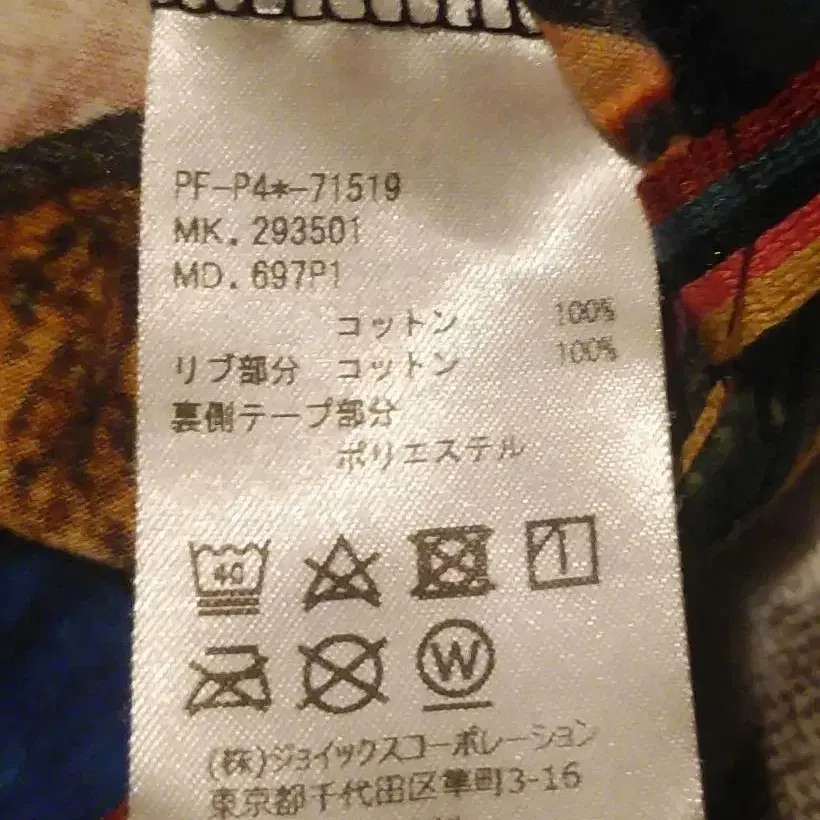 PF-P4*-71519
MK.293501
MD.697P1
コットン 100%
リブ部分 コットン 100%
裏側テープ部分
ポリエステル
40
W
(株)ジョイックスコーポレーション
東京都千代田区隼町3-16